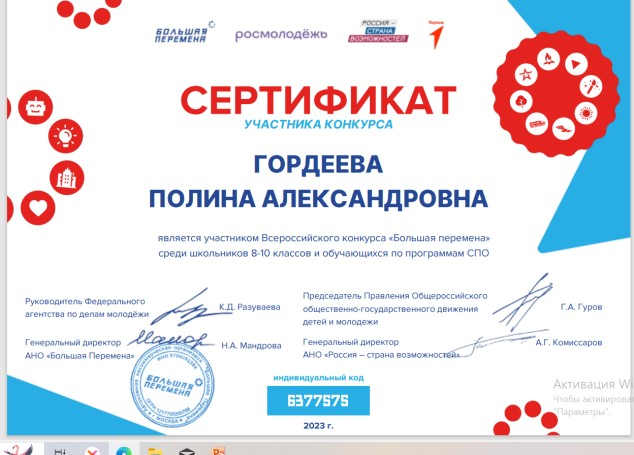 БОЛЬШАЯ
ПЕРЕМЕНА
росмолодёжь
РОССИЯ –
СТРАНА
ВОЗМОЖНОСТЕЙ
СЕРТИФИКАТ
УЧАСТНИКА КОНКУРСА
ГОРДЕЕВА
ПОЛИНА АЛЕКСАНДРОВНА
является участником Всероссийского конкурса «Большая перемена»
среди школьников 8-10 классов и обучающихся по программам СПО
Руководитель Федерального
агентства по делам молодёжи
К.Д. Разуваева
Генеральный директор
АНО «Большая Перемена»
Н.А. Мандрова
Председатель Правления Общероссийского
общественно-государственного движения
детей и молодежи
Г.А. Гуров
Генеральный директор
АНО «Россия – страна возможностей»
А.Г. Комиссаров
БОЛЬШАЯ
ПЕРЕМЕНА
индивидуальный код
6377575
2023 г.
Активация Wi
Чтобы активироват
"Параметры".